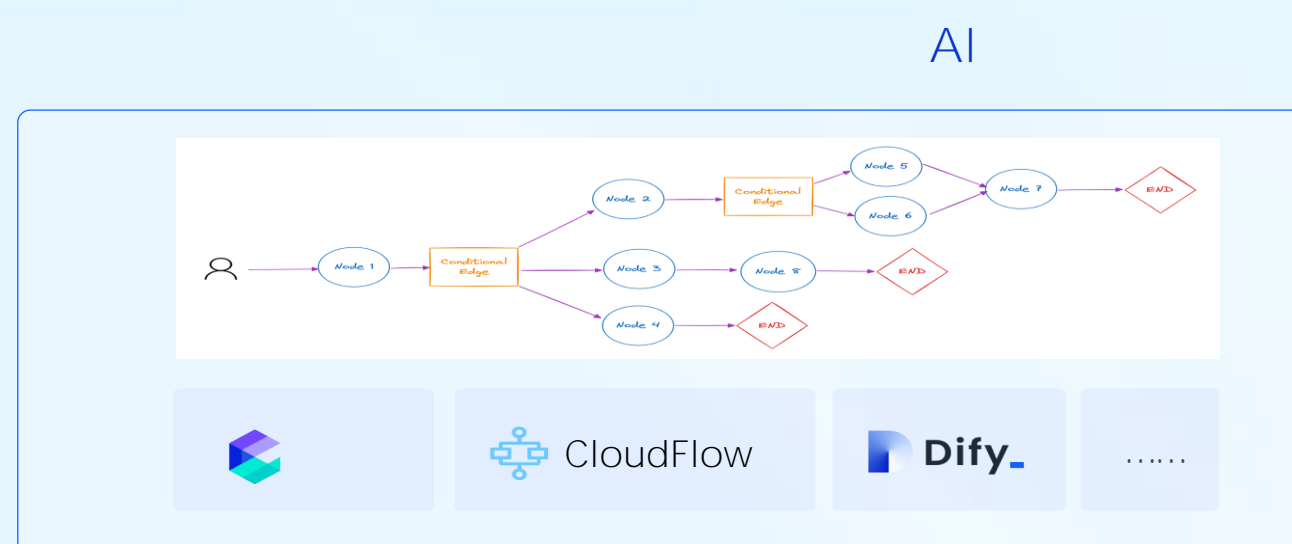 AI
Node 2
Conditional
Edge
Node 5
Node 6
Node 7
END
Node 1
Conditional
Edge
Node 3
Node 8
END
Node 4
END
CloudFlow
Dify_
......